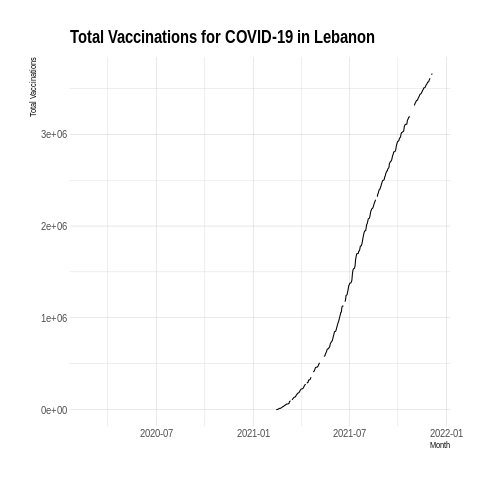 Total Vaccinations for COVID-19 in Lebanon
Total Vaccinations
3e+06
2e+06
1e+06
0e+00
2020-07 2021-01 2021-07 2022-01
Month